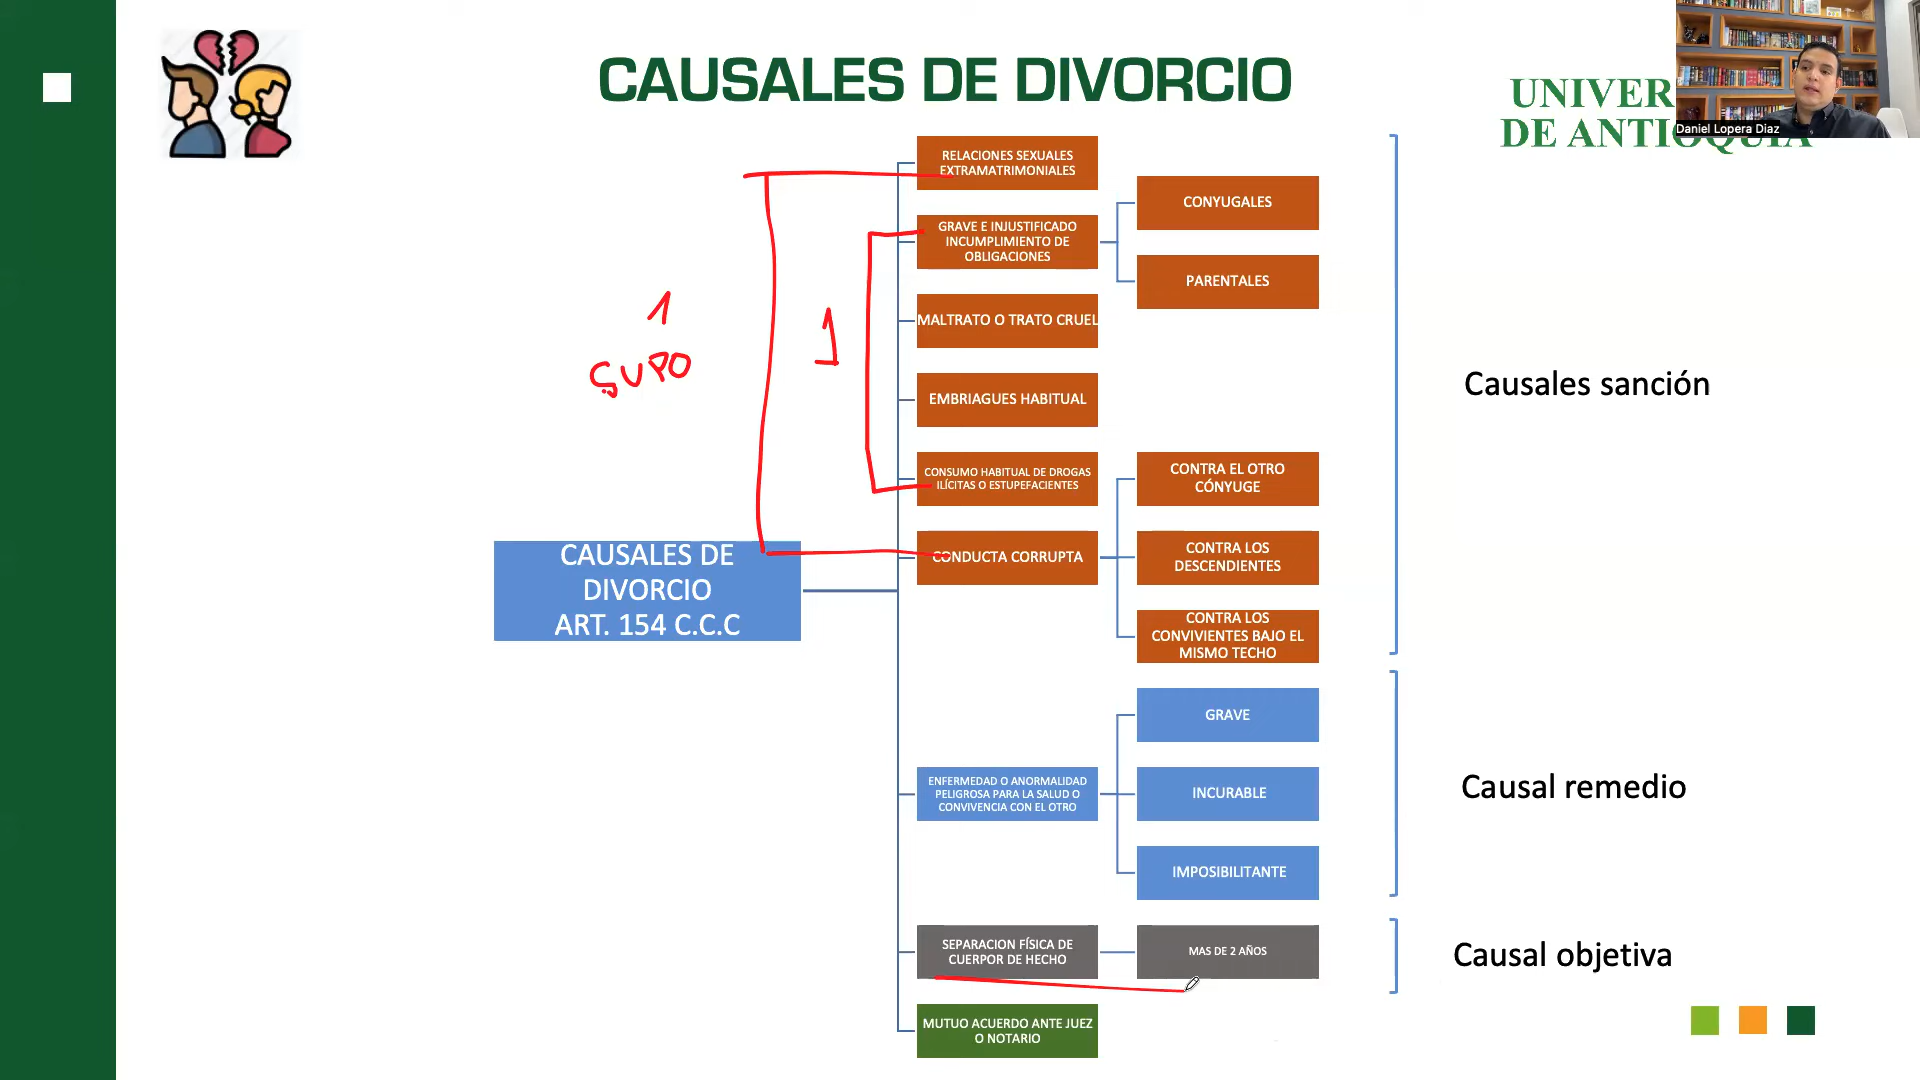 CAUSALES DE DIVORCIO
UNIVER
DE ANTIOQUIA
Daniel Lopera Diaz
RELACIONES SEXUALES
EXTRAMATRIMONIALES
GRAVE E INJUSTIFICADO
INCUMPLIMIENTO DE
OBLIGACIONES
CONYUGALES
PARENTALES
MALTRATO O TRATO CRUEL
EMBRIAGUES HABITUAL
CONSUMO HABITUAL DE DROGAS
ILÍCITAS O ESTUPEFACIENTES
CONDUCTA CORRUPTA
CONTRA EL OTRO
CÓNYUGE
CONTRA LOS
DESCENDIENTES
CONTRA LOS
CONVIVIENTES BAJO EL
MISMO TECHO
Causales sanción
1
SUPO
1
CAUSALES DE
DIVORCIO
ART. 154 C.C.C
ENFERMEDAD O ANORMALIDAD
PELIGROSA PARA LA SALUD O
CONVIVENCIA CON EL OTRO
GRAVE
INCURABLE
IMPOSIBILITANTE
Causal remedio
SEPARACION FÍSICA DE
CUERPOR DE HECHO
MAS DE 2 AÑOS
Causal objetiva
MUTUO ACUERDO ANTE JUEZ
O NOTARIO